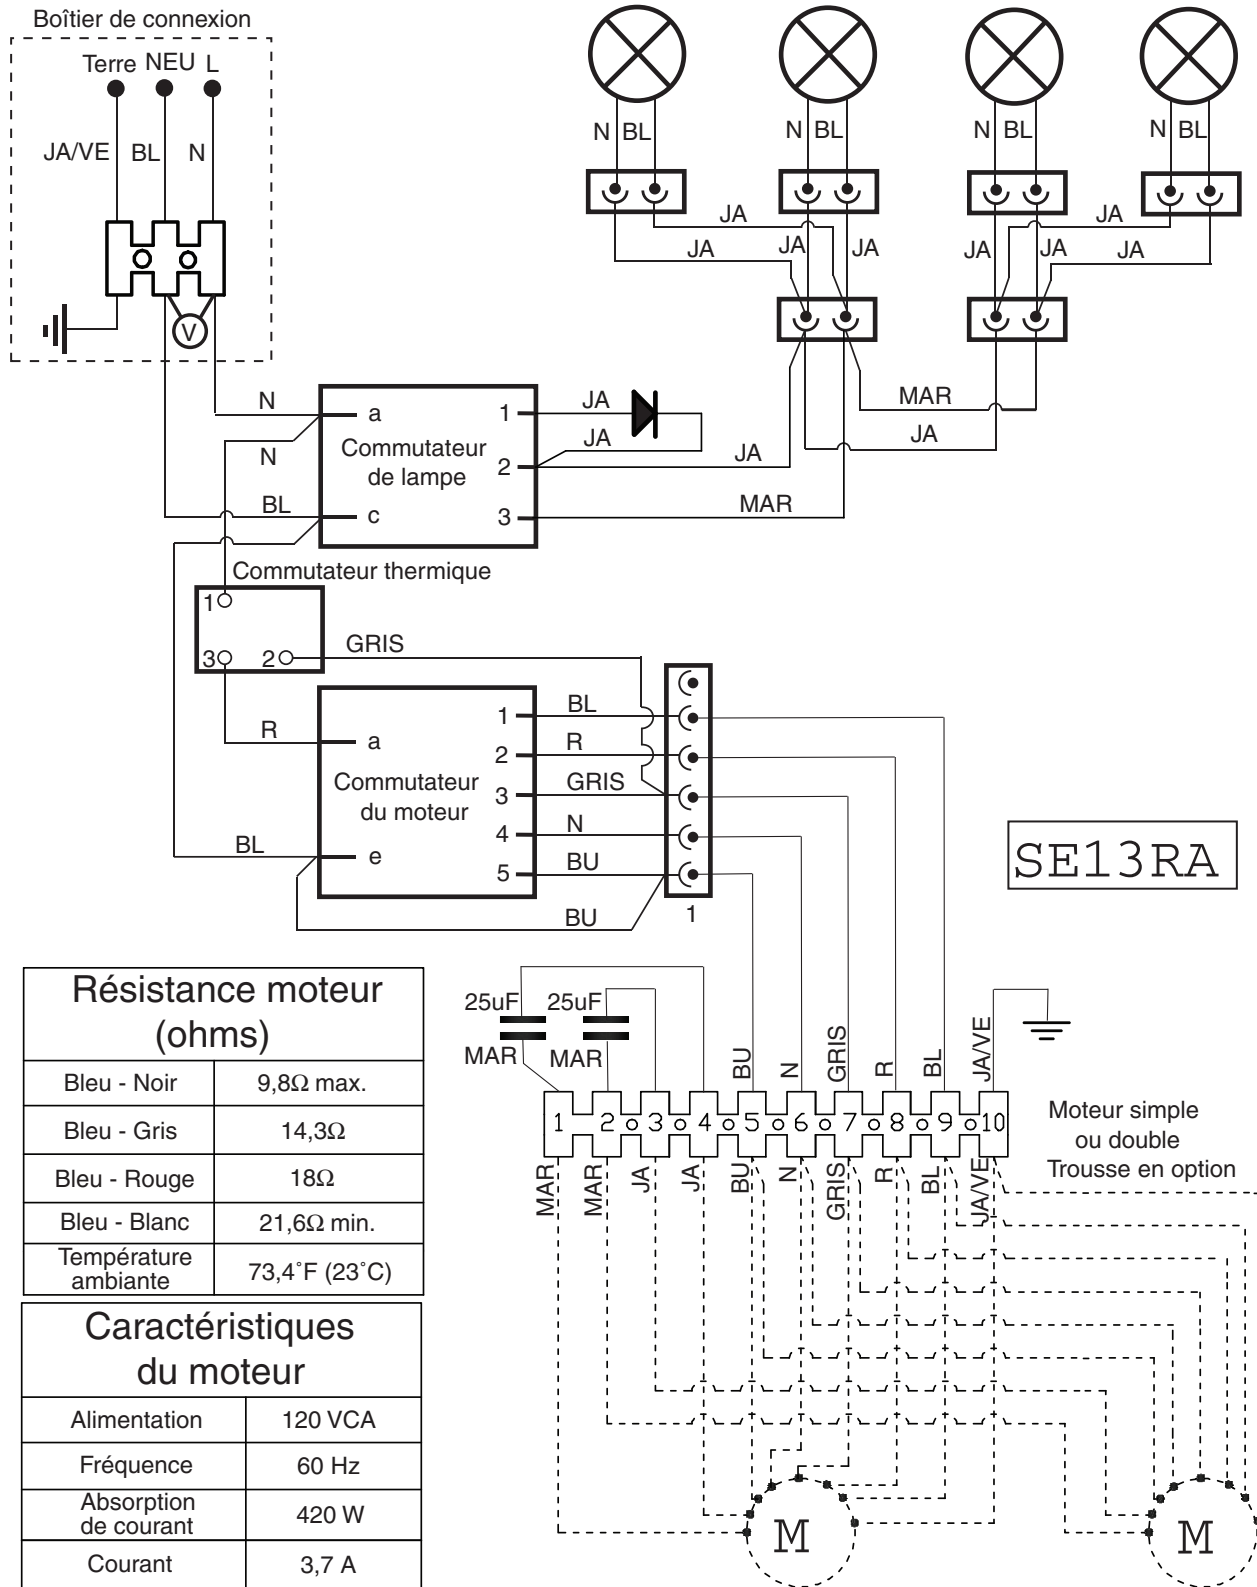 Boîtier de connexion
Terre NEU L
JA/VE BL N
V
N BL N BL N BL N BL
JA JA JA JA
JA JA JA JA
MAR
JA
N
N
BL
a
c
Commutateur
de lampe
1
2
3
JA
JA
JA
MAR
Commutateur thermique
1
3 2
GRIS
R
BL
a
e
Commutateur
du moteur
1
2
3
4
5
BL
R
GRIS
N
BU
BU
1
SE13RA
Résistance moteur
(ohms)
Bleu - Noir 9,8Ω max.
Bleu - Gris 14,3Ω
Bleu - Rouge 18Ω
Bleu - Blanc 21,6Ω min.
Température
ambiante 73,4˚F (23˚C)
Caractéristiques
du moteur
Alimentation 120 VCA
Fréquence 60 Hz
Absorption
de courant 420 W
Courant 3,7 A
25uF 25uF
MAR MAR
BU N GRIS R BL JA/VE
1 2 3 4 5 6 7 8 9 10
MAR MAR JA JA BU N GRIS R BL JA/VE
Moteur simple
ou double
Trousse en option
M M